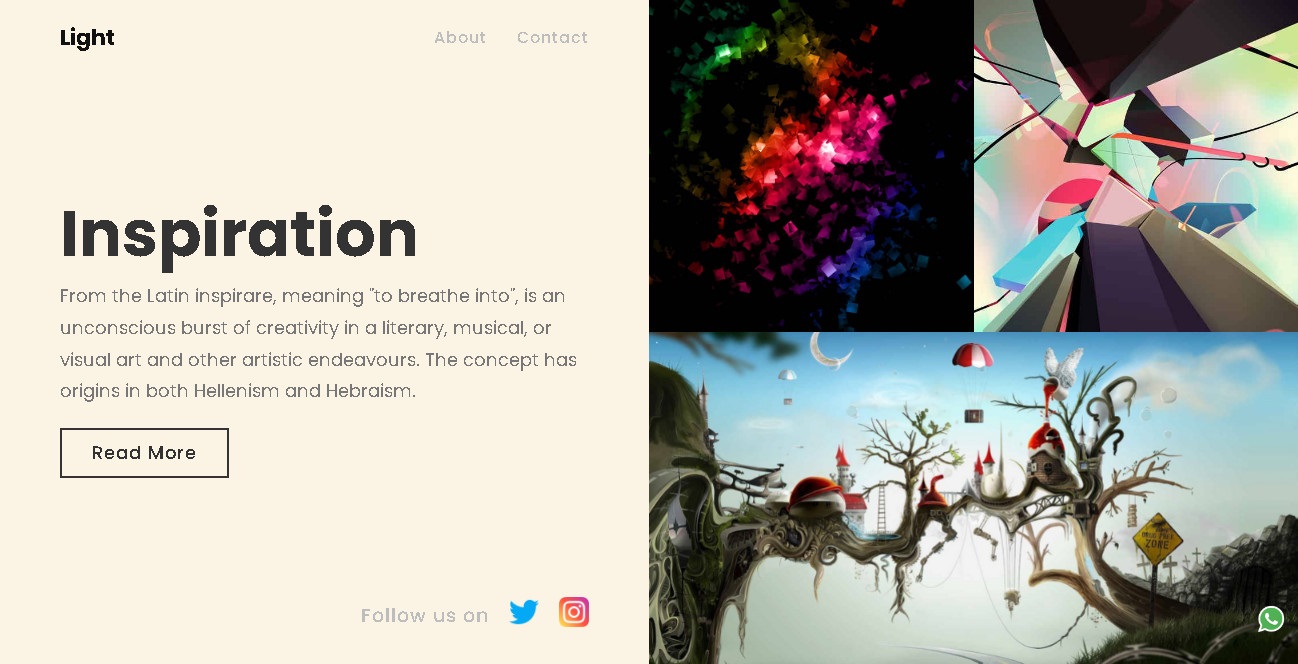 Light
About Contact
Inspiration
From the Latin inspirare, meaning "to breathe into", is an
unconscious burst of creativity in a literary, musical, or
visual art and other artistic endeavours. The concept has
origins in both Hellenism and Hebraism.
Read More
ZONE
Follow us on